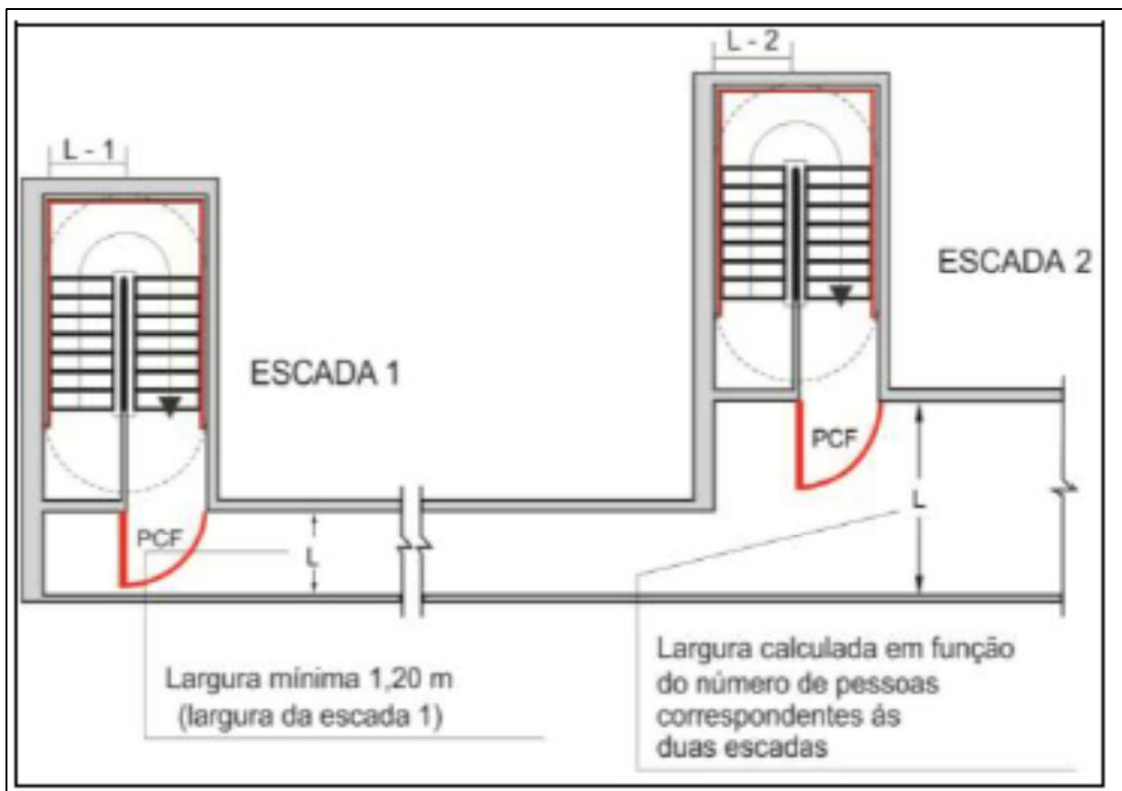 L - 2
L - 1
ESCADA 2
ESCADA 1
PCF
L
PCF
L
Largura mínima 1,20 m
(largura da escada 1)
Largura calculada em função
do número de pessoas
correspondentes ás
duas escadas